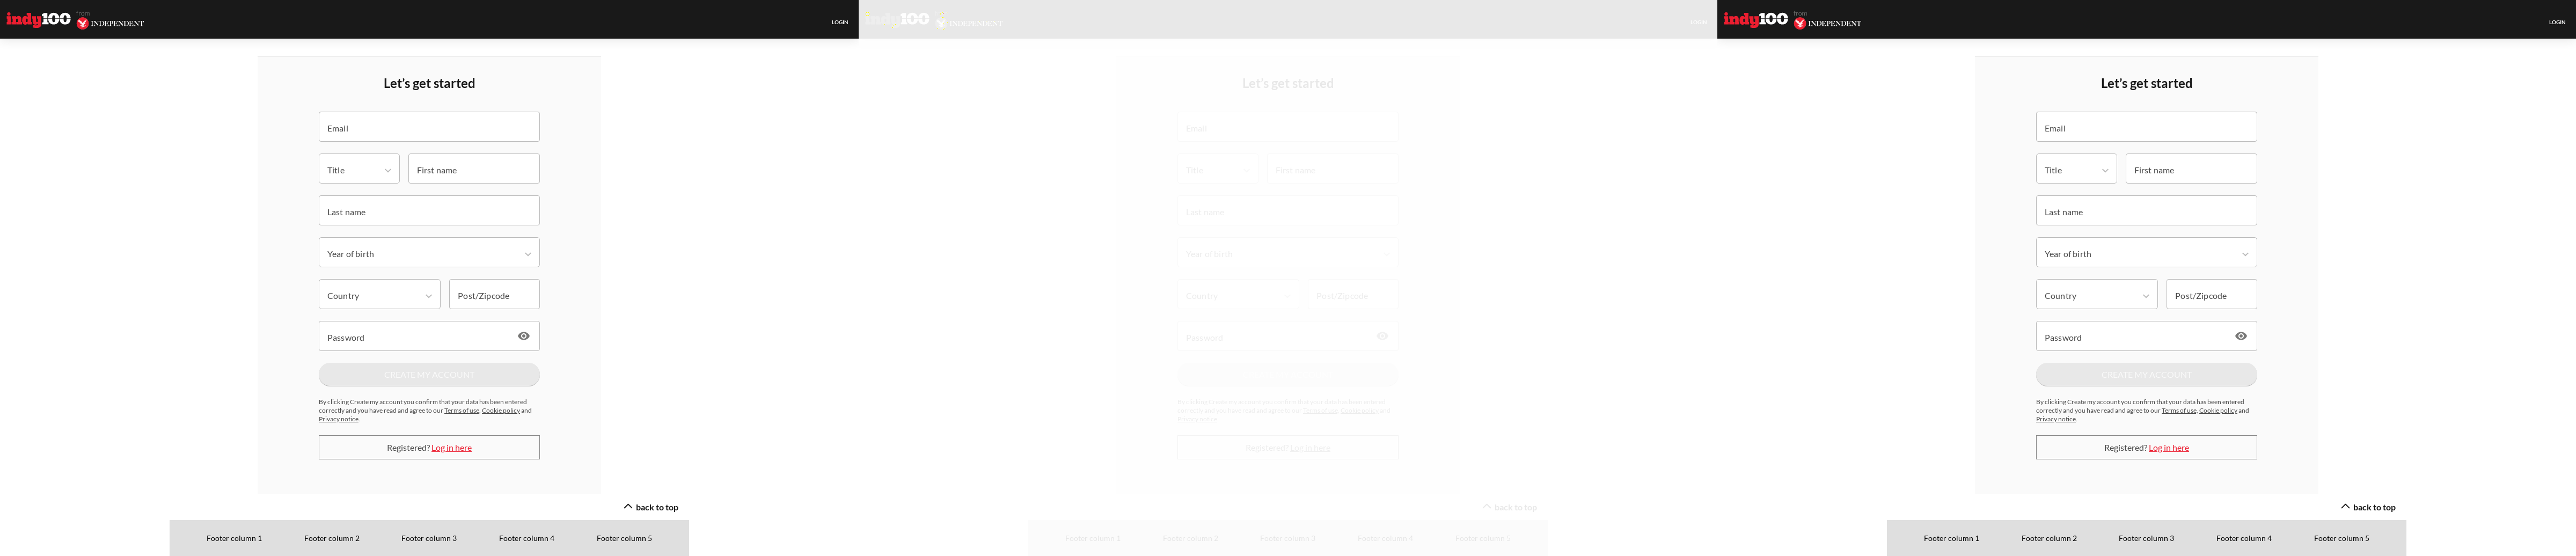 indy100 from INDEPENDENT LOGIN
Let's get started
Email
Title First name
Last name
Year of birth
Country Post/Zipcode
Password
CREATE MY ACCOUNT
By clicking Create my account you confirm that your data has been entered
correctly and you have read and agree to our Terms of use, Cookie policy and
Privacy notice.
Registered? Log in here
back to top
Footer column 1 Footer column 2 Footer column 3 Footer column 4 Footer column 5
indy100 INDEPENDENT LOGIN
Let's get started
Email
Title First name
Last name
Year of birth
Country Post/Zipcode
Password
By clicking Create my account you confirm that your data has been entered
correctly and you have read and agree to our Terms of use, Cookie policy and
Privacy notice.
Registered? Log in here
back to top
Footer column 1 Footer column 2 Footer column 3 Footer column 4 Footer column 5
indy100 from INDEPENDENT LOGIN
Let's get started
Email
Title First name
Last name
Year of birth
Country Post/Zipcode
Password
CREATE MY ACCOUNT
By clicking Create my account you confirm that your data has been entered
correctly and you have read and agree to our Terms of use, Cookie policy and
Privacy notice.
Registered? Log in here
back to top
Footer column 1 Footer column 2 Footer column 3 Footer column 4 Footer column 5